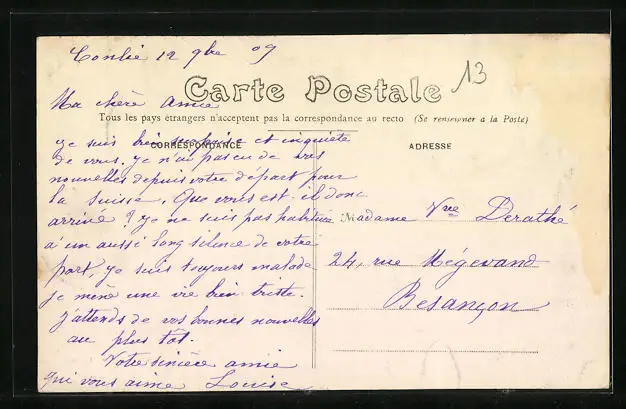 Conlie 12 9bre 09
13
Carte Postale
Ma chère amie
Tous les pays étrangers n'acceptent pas la correspondance au recto (Se renseigner à la Poste)
CORRESPONDANCE
ADRESSE
Je suis bien surprise et inquiète
de vous. Je n'ai pas eu de vos
nouvelles depuis votre départ pour
la suisse. Que vous est-il donc
arrivé ? Je ne suis pas habituée
à un aussi long silence de votre
part, je suis toujours malade
je mène une vie bien triste.
J'attends de vos bonnes nouvelles
au plus tôt.
Votre sincère amie
qui vous aime Louise
Madame Vve Derathé
24, rue Mégevand
Besançon